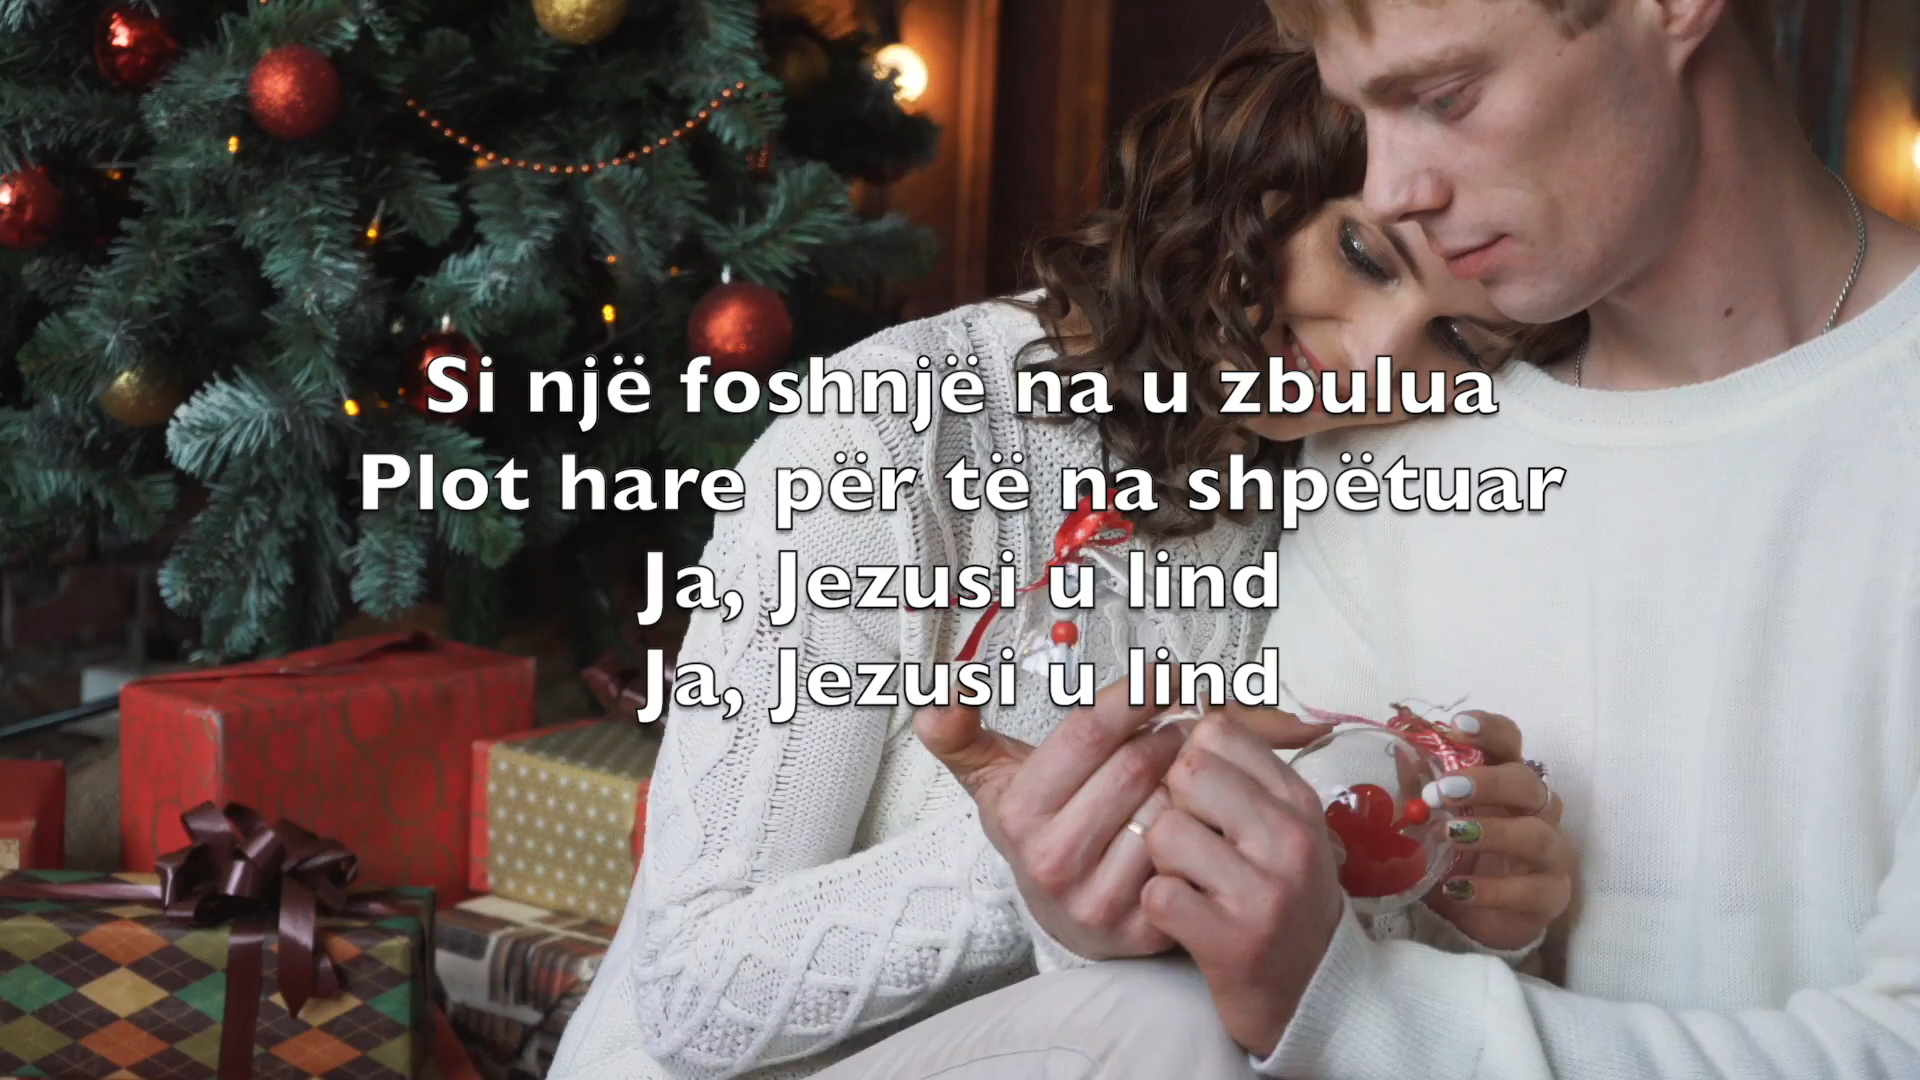 Si një foshnjë na u zbulua
Plot hare për të na shpëtuar
Ja, Jezusi u lind
Ja, Jezusi u lind